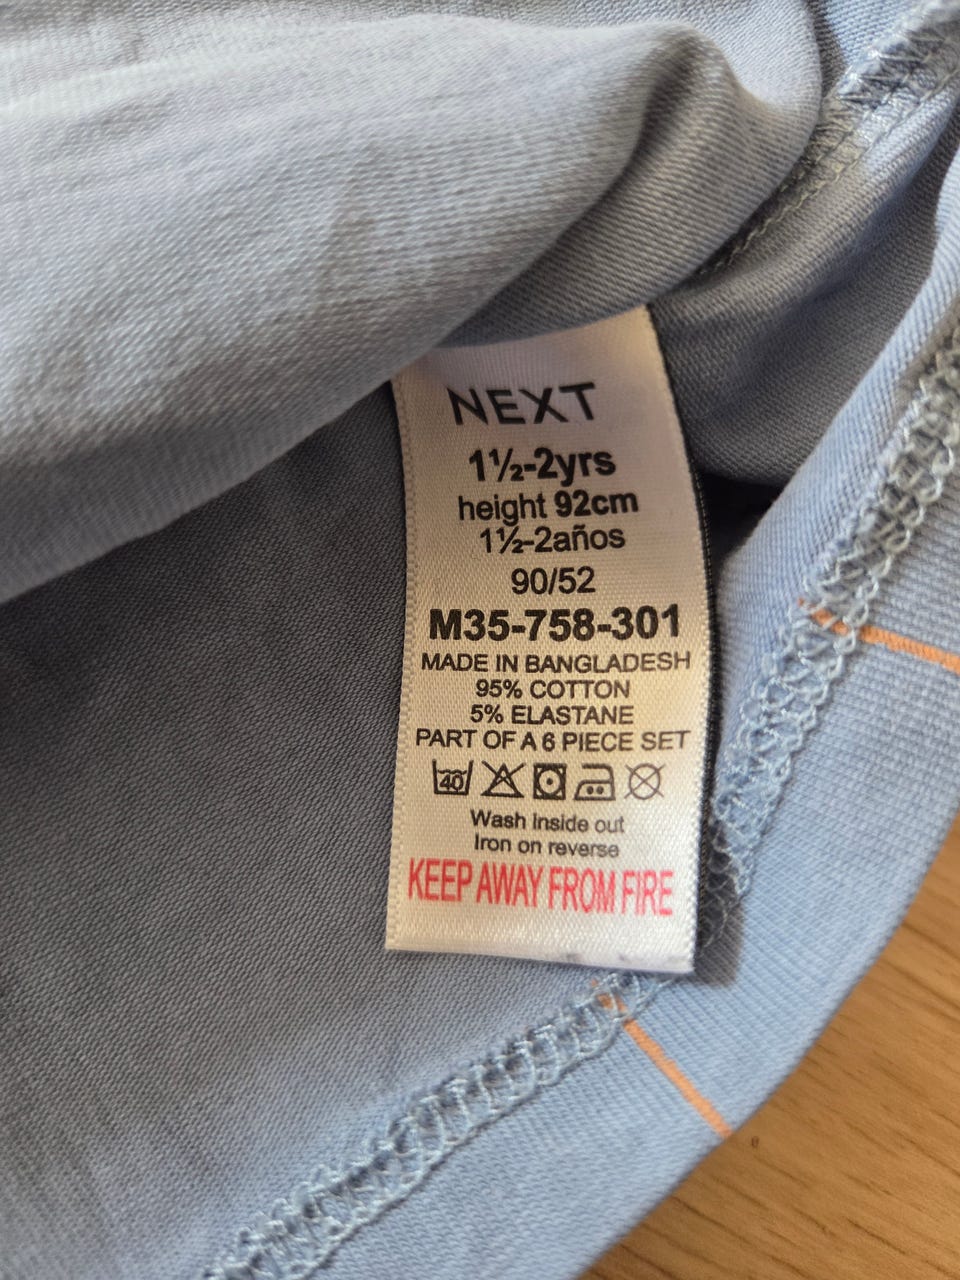 NEXT
1½-2yrs
height 92cm
1½-2años
90/52
M35-758-301
MADE IN BANGLADESH
95% COTTON
5% ELASTANE
PART OF A 6 PIECE SET
40
Wash inside out
Iron on reverse
KEEP AWAY FROM FIRE